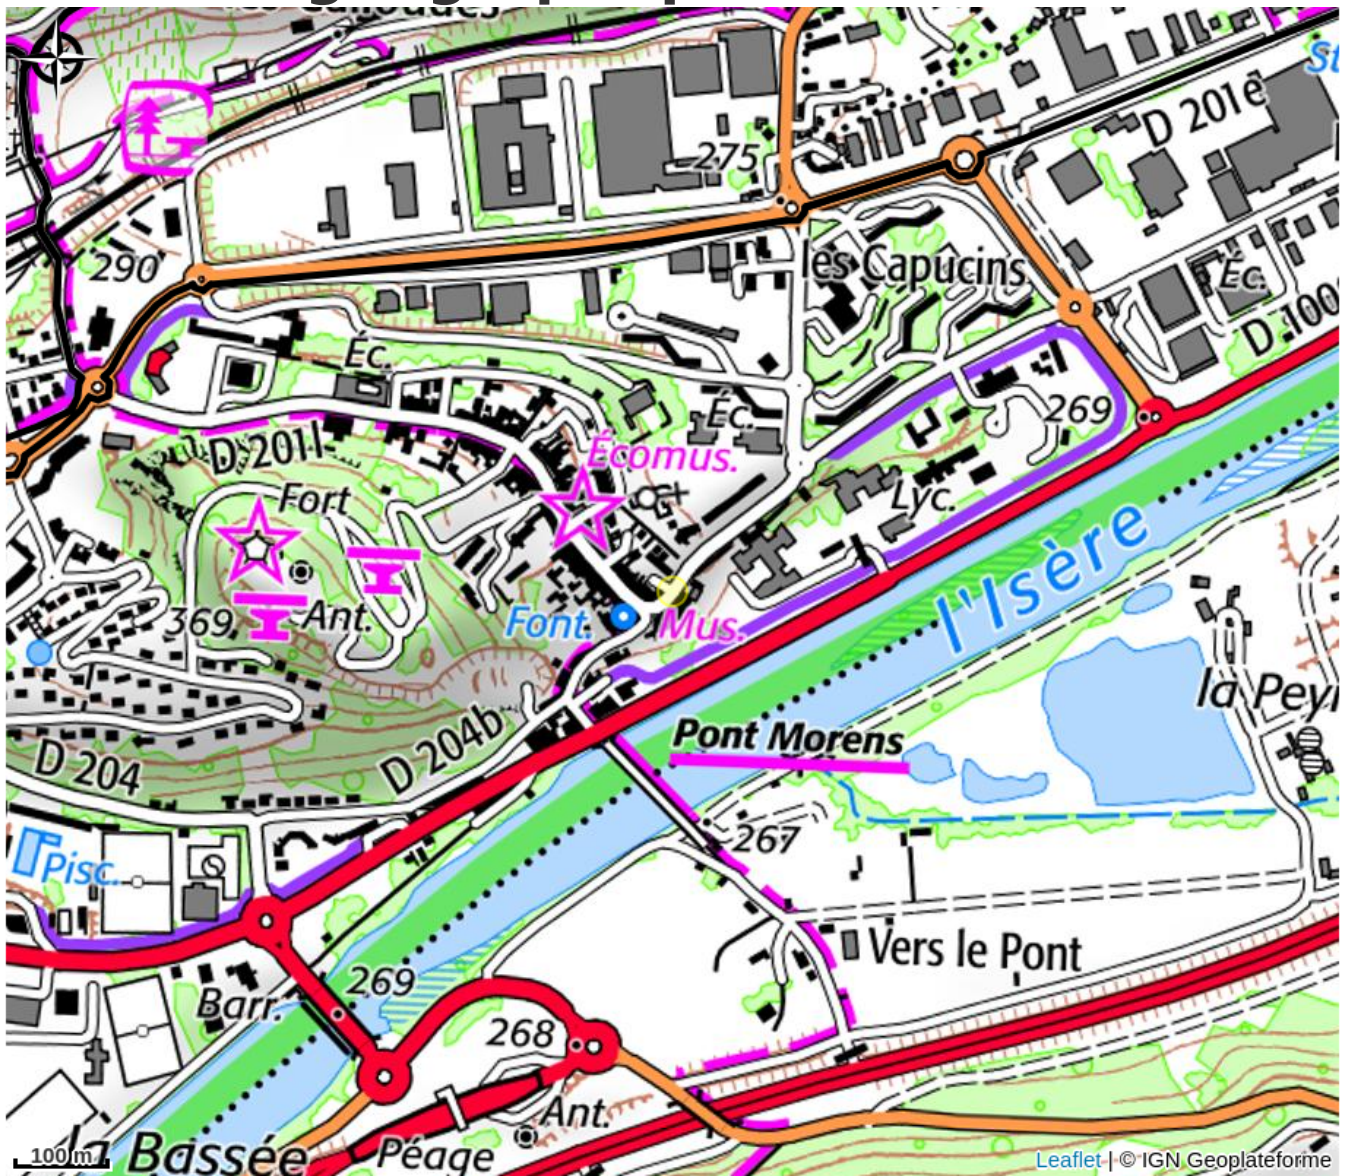 St
D 201e
275
les Capucins
290
Éc.
D 100
Éc.
Éc.
269
D 201l
Écomus.
Fort
Lyc.
l'Isère
369
Ant.
Font.
Mus.
la Peyr
D 204b
Pont Morens
D 204
267
Pisc.
Vers le Pont
269
Barr.
268
Ant.
la Bassée
Péage
100 m
Leaflet | © IGN Geoplateforme